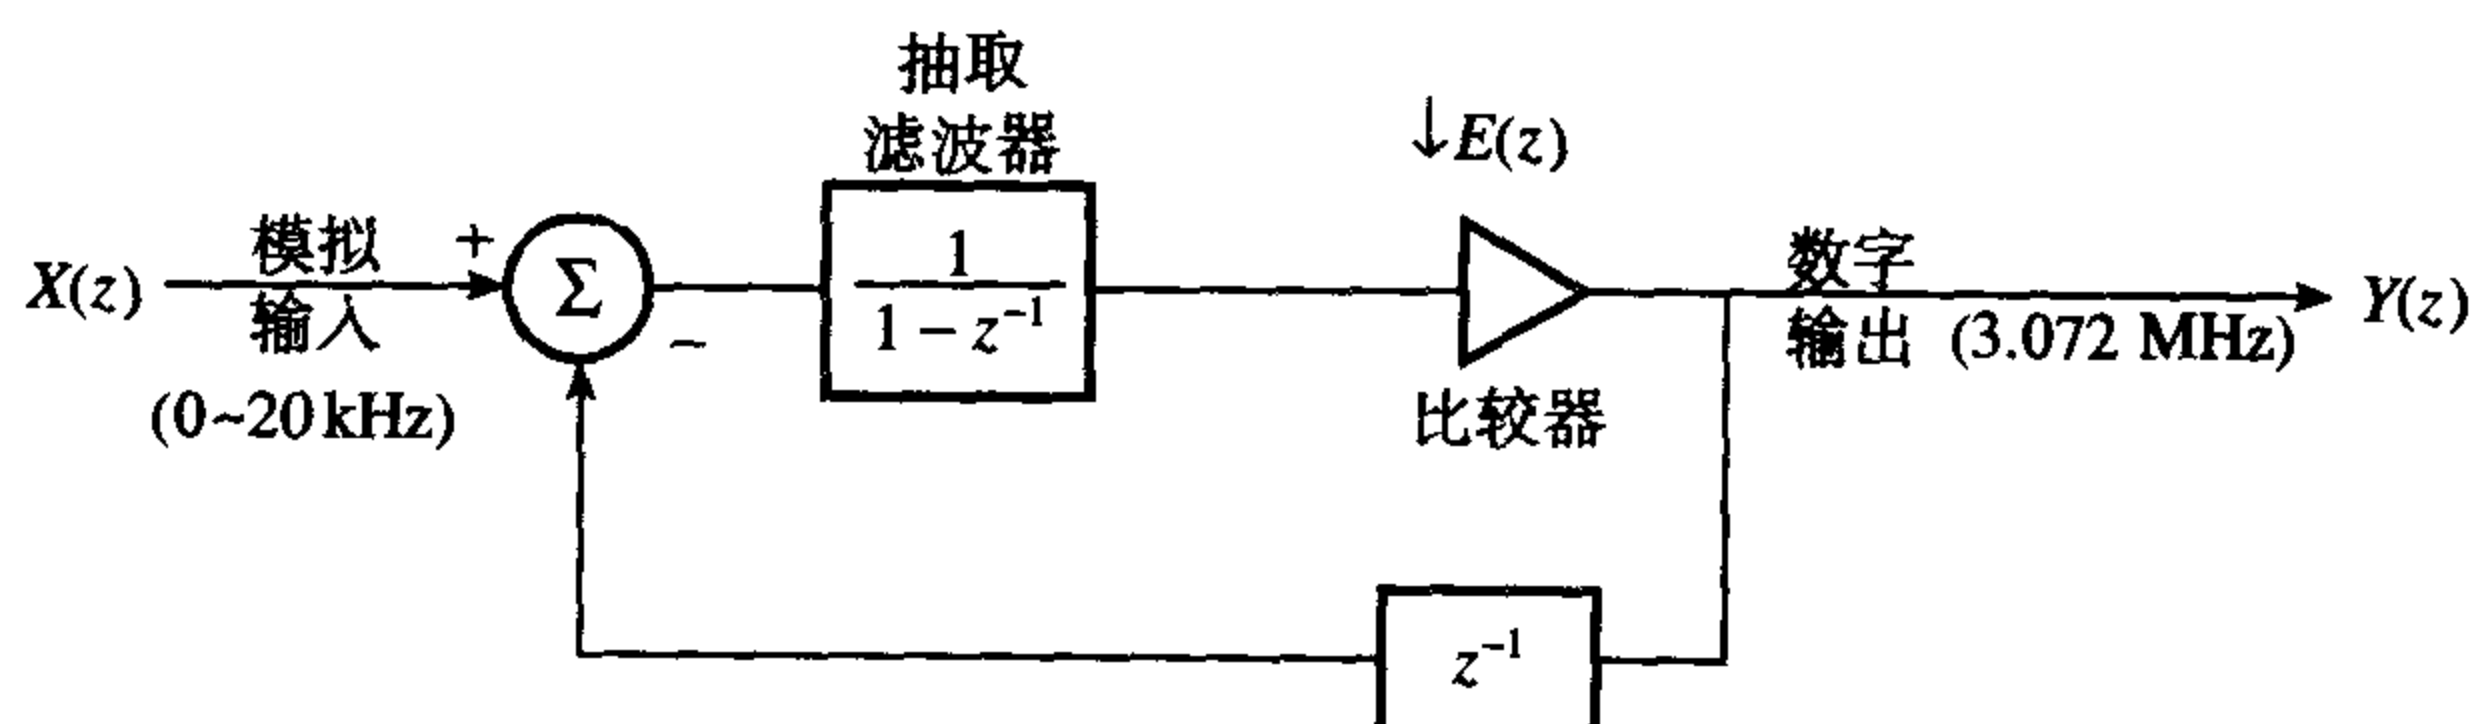 抽取
滤波器
↓E(z)
X(z)
模拟
输入
(0~20 kHz)
+
Σ
−
1
1 − z⁻¹
比较器
数字
输出 (3.072 MHz)
Y(z)
z⁻¹